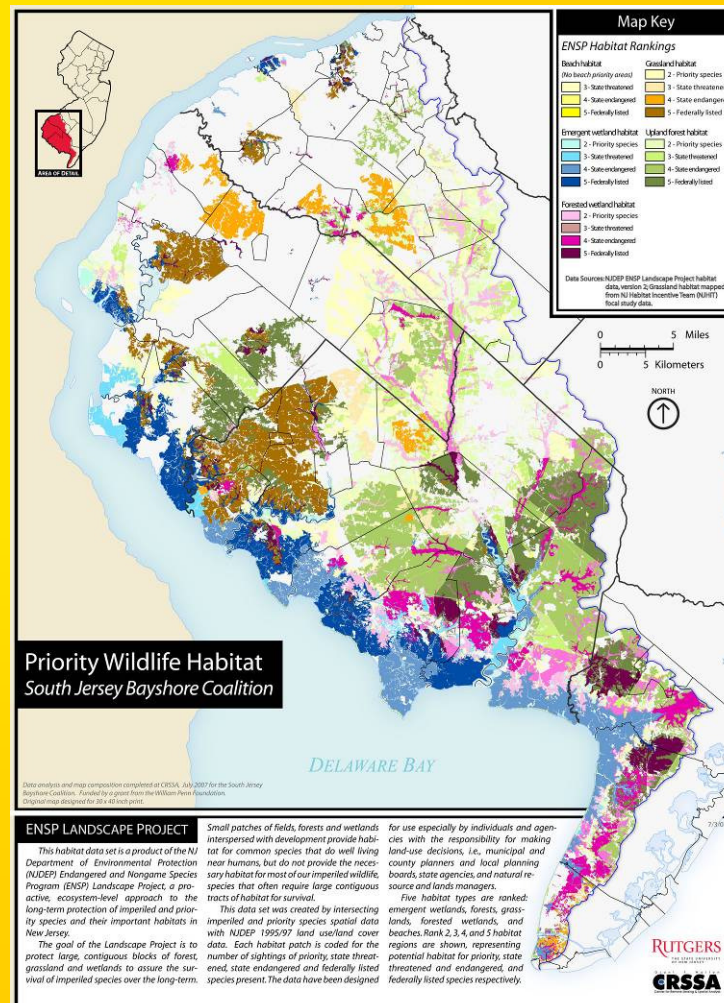 Map Key
ENSP Habitat Rankings
Beach habitat
(No beach priority areas)
3 - State threatened
4 - State endangered
5 - Federally listed
Grassland habitat
2 - Priority species
3 - State threatened
4 - State endangered
5 - Federally listed
Emergent wetland habitat
2 - Priority species
3 - State threatened
4 - State endangered
5 - Federally listed
Upland forest habitat
2 - Priority species
3 - State threatened
4 - State endangered
5 - Federally listed
Forested wetland habitat
2 - Priority species
3 - State threatened
4 - State endangered
5 - Federally listed
Data Sources: NJDEP ENSP Landscape Project habitat
data, version 2; Grassland habitat mapped
from NJ Habitat Incentive Team (NJHIT)
focal study data.
0 5 Miles
0 5 Kilometers
NORTH
AREA OF DETAIL
Priority Wildlife Habitat
South Jersey Bayshore Coalition
DELAWARE BAY
Data analysis and map composition completed at CRSSA, July 2007 for the South Jersey
Bayshore Coalition. Funded by a grant from the William Penn Foundation.
Original map designed for 30 x 40 inch print.
ENSP LANDSCAPE PROJECT
This habitat data set is a product of the NJ
Department of Environmental Protection
(NJDEP) Endangered and Nongame Species
Program (ENSP) Landscape Project, a pro-
active, ecosystem-level approach to the
long-term protection of imperiled and prior-
ity species and their important habitats in
New Jersey.
The goal of the Landscape Project is to
protect large, contiguous blocks of forest,
grassland and wetlands to assure the sur-
vival of imperiled species over the long-term.
Small patches of fields, forests and wetlands
interspersed with development provide habi-
tat for common species that do well living
near humans, but do not provide the neces-
sary habitat for most of our imperiled wildlife,
species that often require large contiguous
tracts of habitat for survival.
This data set was created by intersecting
imperiled and priority species spatial data
with NJDEP 1995/97 land use/land cover
data. Each habitat patch is coded for the
number of sightings of priority, state threat-
ened, state endangered and federally listed
species present. The data have been designed
for use especially by individuals and agen-
cies with the responsibility for making
land-use decisions, i.e., municipal and
county planners and local planning
boards, state agencies, and natural re-
source and lands managers.
Five habitat types are ranked:
emergent wetlands, forests, grass-
lands, forested wetlands, and
beaches. Rank 2, 3, 4, and 5 habitat
regions are shown, representing
potential habitat for priority, state
threatened and endangered, and
federally listed species respectively.
RUTGERS
THE STATE UNIVERSITY
OF NEW JERSEY
CRSSA